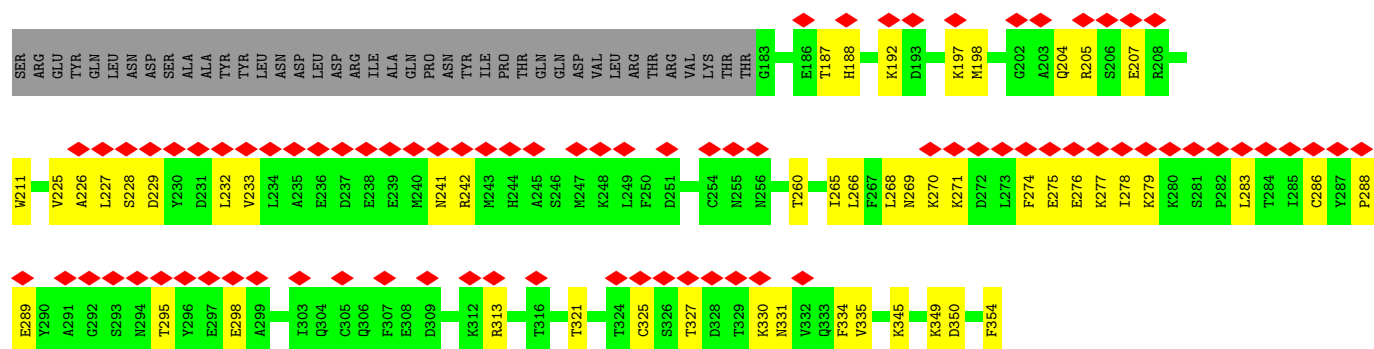 SER ARG GLU TYR GLN LEU ASN ASP SER ALA ALA TYR TYR LEU ASN ASP LEU ASP ARG ILE ALA GLN PRO ASN TYR ILE PRO THR GLN GLN ASP VAL LEU ARG THR ARG VAL LYS THR THR G183 E186 T187 H188 K192 D193 K197 M198 G202 A203 Q204 R205 S206 E207 R208
W211 V225 A226 L227 S228 D229 Y230 D231 L232 V233 L234 A235 E236 D237 E238 E239 M240 N241 R242 M243 H244 A245 S246 M247 K248 L249 F250 D251 C254 N255 N256 T260 I265 L266 F267 L268 N269 K270 K271 D272 L273 F274 E275 E276 K277 I278 K279 K280 S281 P282 L283 T284 I285 C286 Y287 P288
E289 Y290 A291 G292 S293 N294 T295 Y296 E297 E298 A299 I303 Q304 C305 Q306 F307 E308 D309 K312 R313 T316 T321 T324 C325 S326 T327 D328 T329 K330 N331 V332 Q333 F334 V335 K345 K349 D350 F354